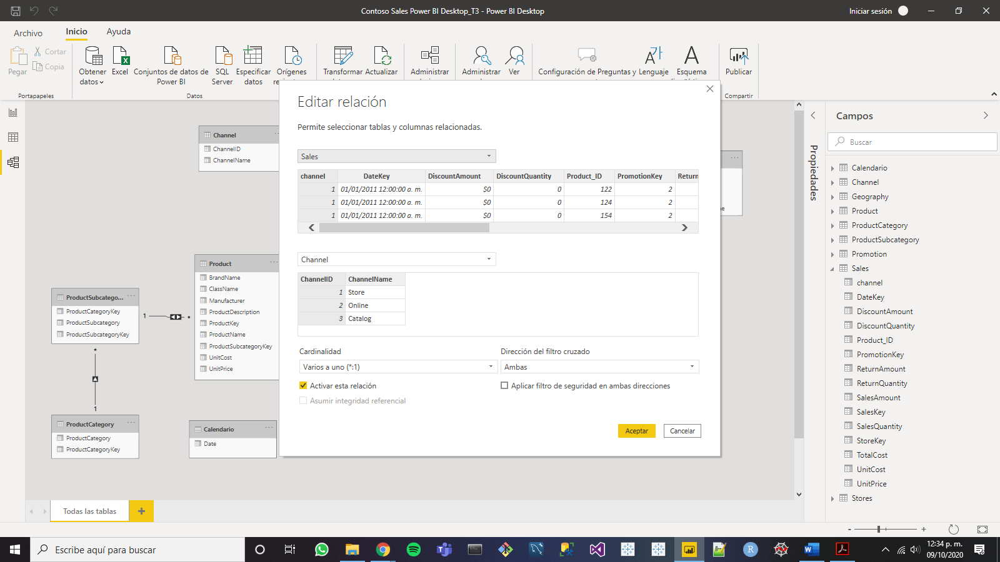 Contoso Sales Power BI Desktop_T3 - Power BI Desktop
Iniciar sesión
Archivo
Inicio
Ayuda
Pegar
Cortar
Copia
Portapapeles
Obtener datos
Excel
Conjuntos de datos de Power BI
SQL Server
Especificar datos
Orígenes
Datos
Transformar
Actualizar
Administrar
Administrar
Ver
Configuración de Preguntas y
Lenguaje
Esquema
Publicar
Compartir
Channel
ChannelID
ChannelName
ProductSubcatego...
ProductCategoryKey
ProductSubcategory
ProductSubcategoryKey
1
*
*
1
ProductCategory
ProductCategory
ProductCategoryKey
Product
BrandName
ClassName
Manufacturer
ProductDescription
ProductKey
ProductName
ProductSubcategoryKey
UnitCost
UnitPrice
Calendario
Date
Editar relación
Permite seleccionar tablas y columnas relacionadas.
Sales
channel DateKey DiscountAmount DiscountQuantity Product_ID PromotionKey Return
1 01/01/2011 12:00:00 a. m. $0 0 122 2
1 01/01/2011 12:00:00 a. m. $0 0 124 2
1 01/01/2011 12:00:00 a. m. $0 0 154 2
Channel
ChannelID ChannelName
1 Store
2 Online
3 Catalog
Cardinalidad
Varios a uno (*:1)
Dirección del filtro cruzado
Ambas
Activar esta relación
Aplicar filtro de seguridad en ambas direcciones
Asumir integridad referencial
Aceptar
Cancelar
Propiedades
Campos
Buscar
Calendario
Channel
Geography
Product
ProductCategory
ProductSubcategory
Promotion
Sales
channel
DateKey
DiscountAmount
DiscountQuantity
Product_ID
PromotionKey
ReturnAmount
ReturnQuantity
SalesAmount
SalesKey
SalesQuantity
StoreKey
TotalCost
UnitCost
UnitPrice
Stores
Todas las tablas
+
- +
Escribe aquí para buscar
12:34 p. m.
09/10/2020